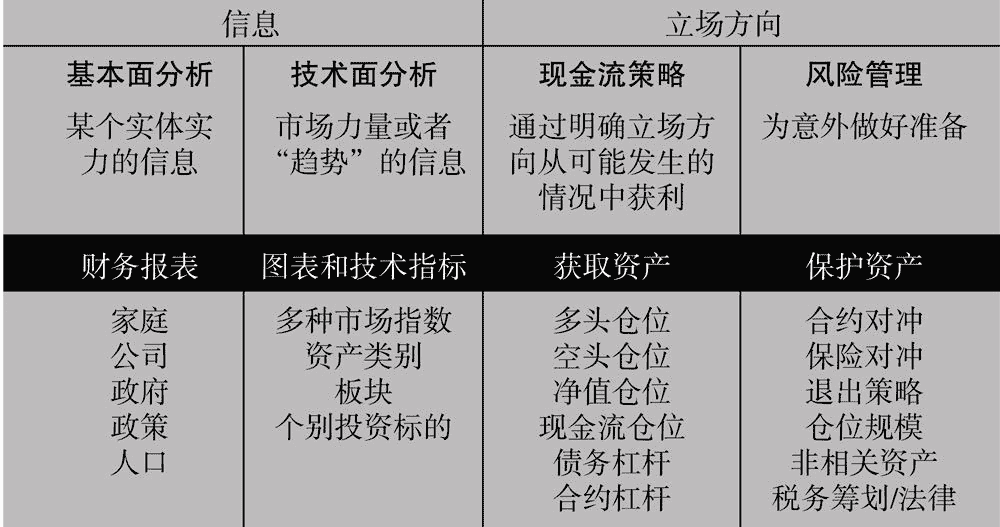 信息
立场方向
基本面分析
技术面分析
现金流策略
风险管理
某个实体实
力的信息
市场力量或者
“趋势”的信息
通过明确立场方
向从可能发生的
情况中获利
为意外做好准备
财务报表
图表和技术指标
获取资产
保护资产
家庭
公司
政府
政策
人口
多种市场指数
资产类别
板块
个别投资标的
多头仓位
空头仓位
净值仓位
现金流仓位
债务杠杆
合约杠杆
合约对冲
保险对冲
退出策略
仓位规模
非相关资产
税务筹划/法律